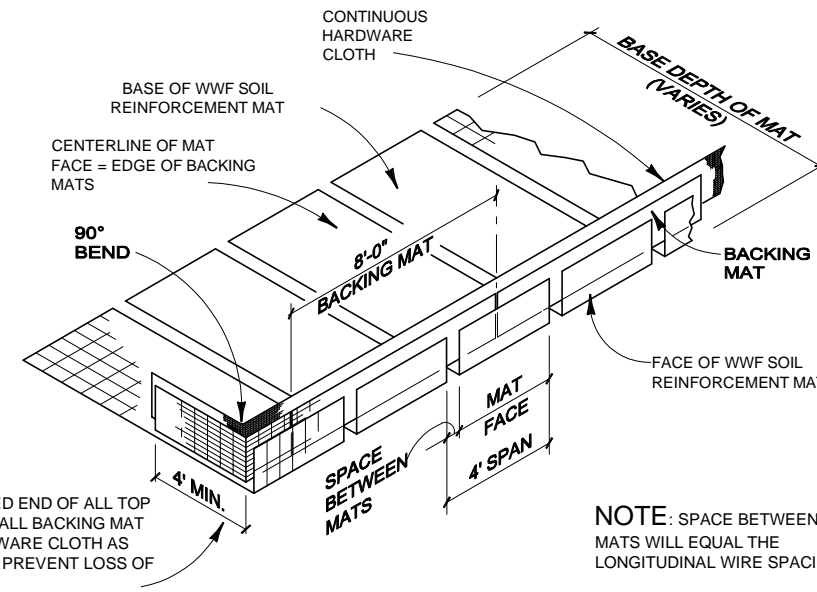 CONTINUOUS
HARDWARE
CLOTH
BASE DEPTH OF MAT
(VARIES)
BASE OF WWF SOIL
REINFORCEMENT MAT
CENTERLINE OF MAT
FACE = EDGE OF BACKING
MATS
90°
BEND
8'-0"
BACKING MAT
BACKING
MAT
FACE OF WWF SOIL
REINFORCEMENT MAT
MAT
FACE
4' SPAN
SPACE
BETWEEN
MATS
4' MIN.
ED END OF ALL TOP
ALL BACKING MAT
WARE CLOTH AS
PREVENT LOSS OF
NOTE: SPACE BETWEEN
MATS WILL EQUAL THE
LONGITUDINAL WIRE SPACI